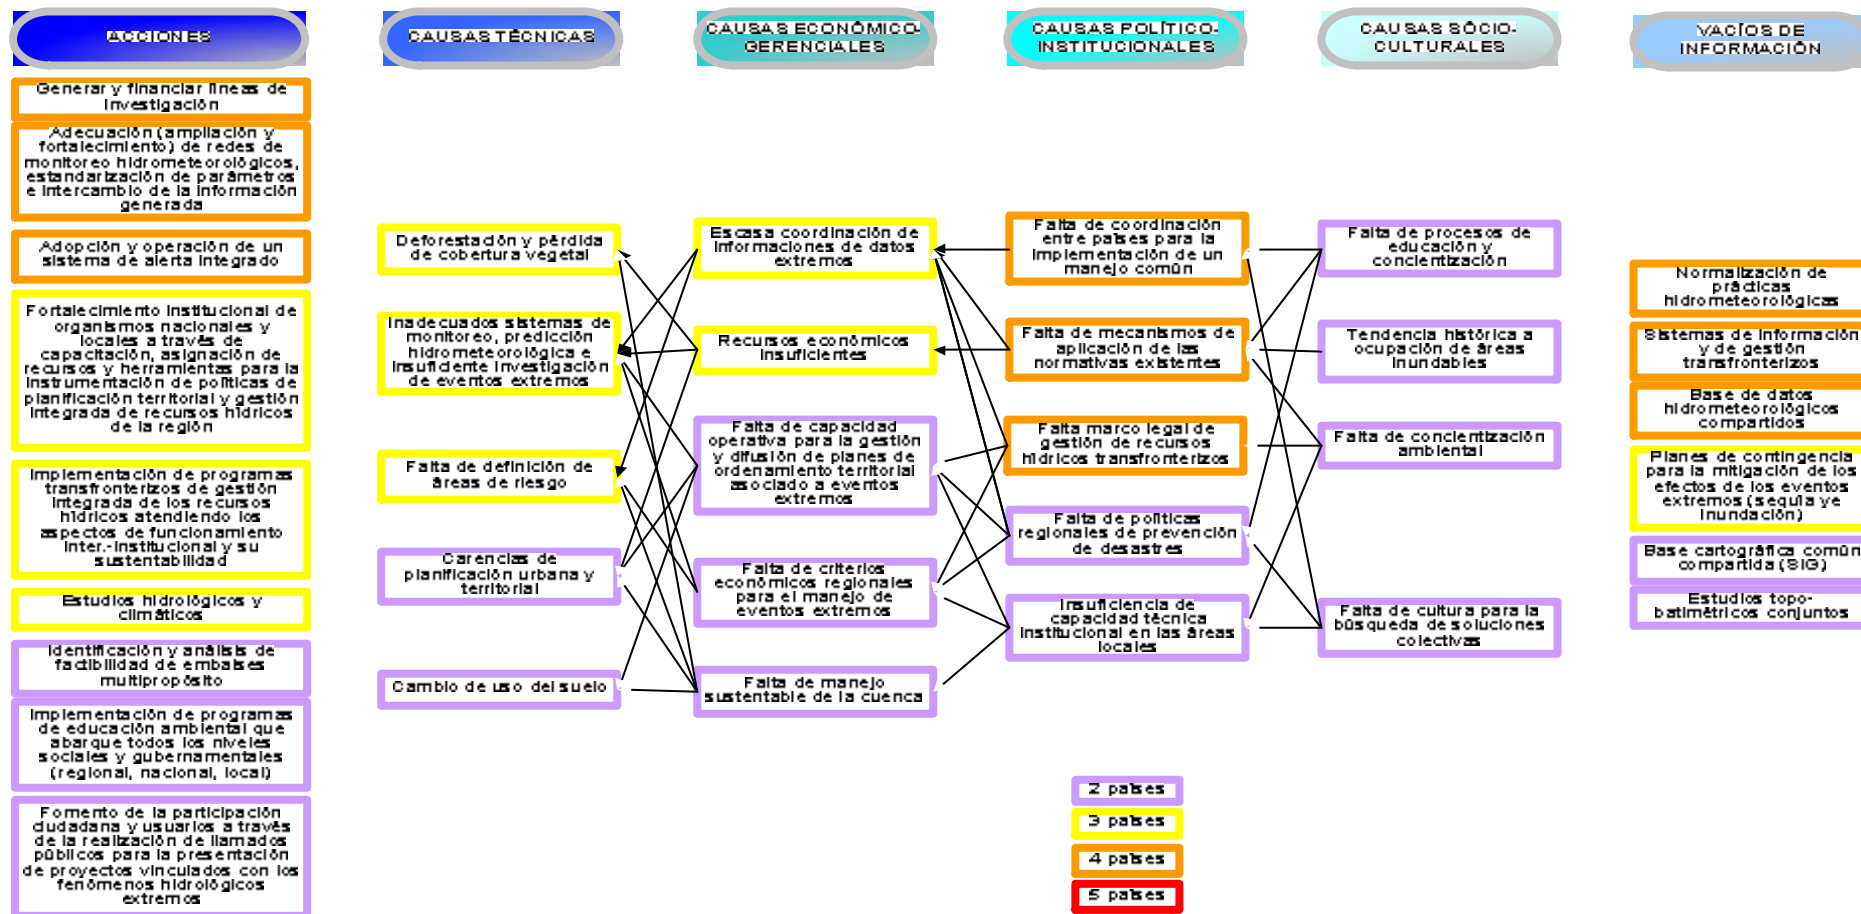 ACCIONES
Generar y financiar líneas de
investigación
Adecuación (ampliación y
fortalecimiento) de redes de
monitoreo hidrometeorológicos,
estandarización de parámetros
e intercambio de la información
generada
Adopción y operación de un
sistema de alerta integrado
Fortalecimiento institucional de
organismos nacionales y
locales a través de
capacitación, asignación de
recursos y herramientas para la
instrumentación de políticas de
planificación territorial y gestión
integrada de recursos hídricos
de la región
Implementación de programas
transfronterizos de gestión
integrada de los recursos
hídricos atendiendo los
aspectos de funcionamiento
inter.-institucional y su
sustentabilidad
Estudios hidrológicos y
climáticos
Identificación y análisis de
factibilidad de embalses
multipropósito
Implementación de programas
de educación ambiental que
abarque todos los niveles
sociales y gubernamentales
(regional, nacional, local)
Fomento de la participación
ciudadana y usuarios a través
de la realización de llamados
públicos para la presentación
de proyectos vinculados con los
fenómenos hidrológicos
extremos
CAUSAS TÉCNICAS
Deforestación y pérdida
de cobertura vegetal
Inadecuados sistemas de
monitoreo, predicción
hidrometeorológica e
insuficiente investigación
de eventos extremos
Falta de definición de
áreas de riesgo
Carencias de
planificación urbana y
territorial
Cambio de uso del suelo
CAUSAS ECONÓMICO-
GERENCIALES
Escasa coordinación de
informaciones de datos
extremos
Recursos económicos
insuficientes
Falta de capacidad
operativa para la gestión
y difusión de planes de
ordenamiento territorial
asociado a eventos
extremos
Falta de criterios
económicos regionales
para el manejo de
eventos extremos
Falta de manejo
sustentable de la cuenca
CAUSAS POLÍTICO-
INSTITUCIONALES
Falta de coordinación
entre países para la
implementación de un
manejo común
Falta de mecanismos de
aplicación de las
normativas existentes
Falta marco legal de
gestión de recursos
hídricos transfronterizos
Falta de políticas
regionales de prevención
de desastres
Insuficiencia de
capacidad técnica
institucional en las áreas
locales
CAUSAS SÓCIO-
CULTURALES
Falta de procesos de
educación y
concientización
Tendencia histórica a
ocupación de áreas
inundables
Falta de concientización
ambiental
Falta de cultura para la
búsqueda de soluciones
colectivas
VACÍOS DE
INFORMACIÓN
Normalización de
prácticas
hidrometeorológicas
Sistemas de información
y de gestión
transfronterizos
Base de datos
hidrometeorológicos
compartidos
Planes de contingencia
para la mitigación de los
efectos de los eventos
extremos (sequía ye
inundación)
Base cartográfica común
compartida (SIG)
Estudios topo-
batimétricos conjuntos
2 países
3 países
4 países
5 países